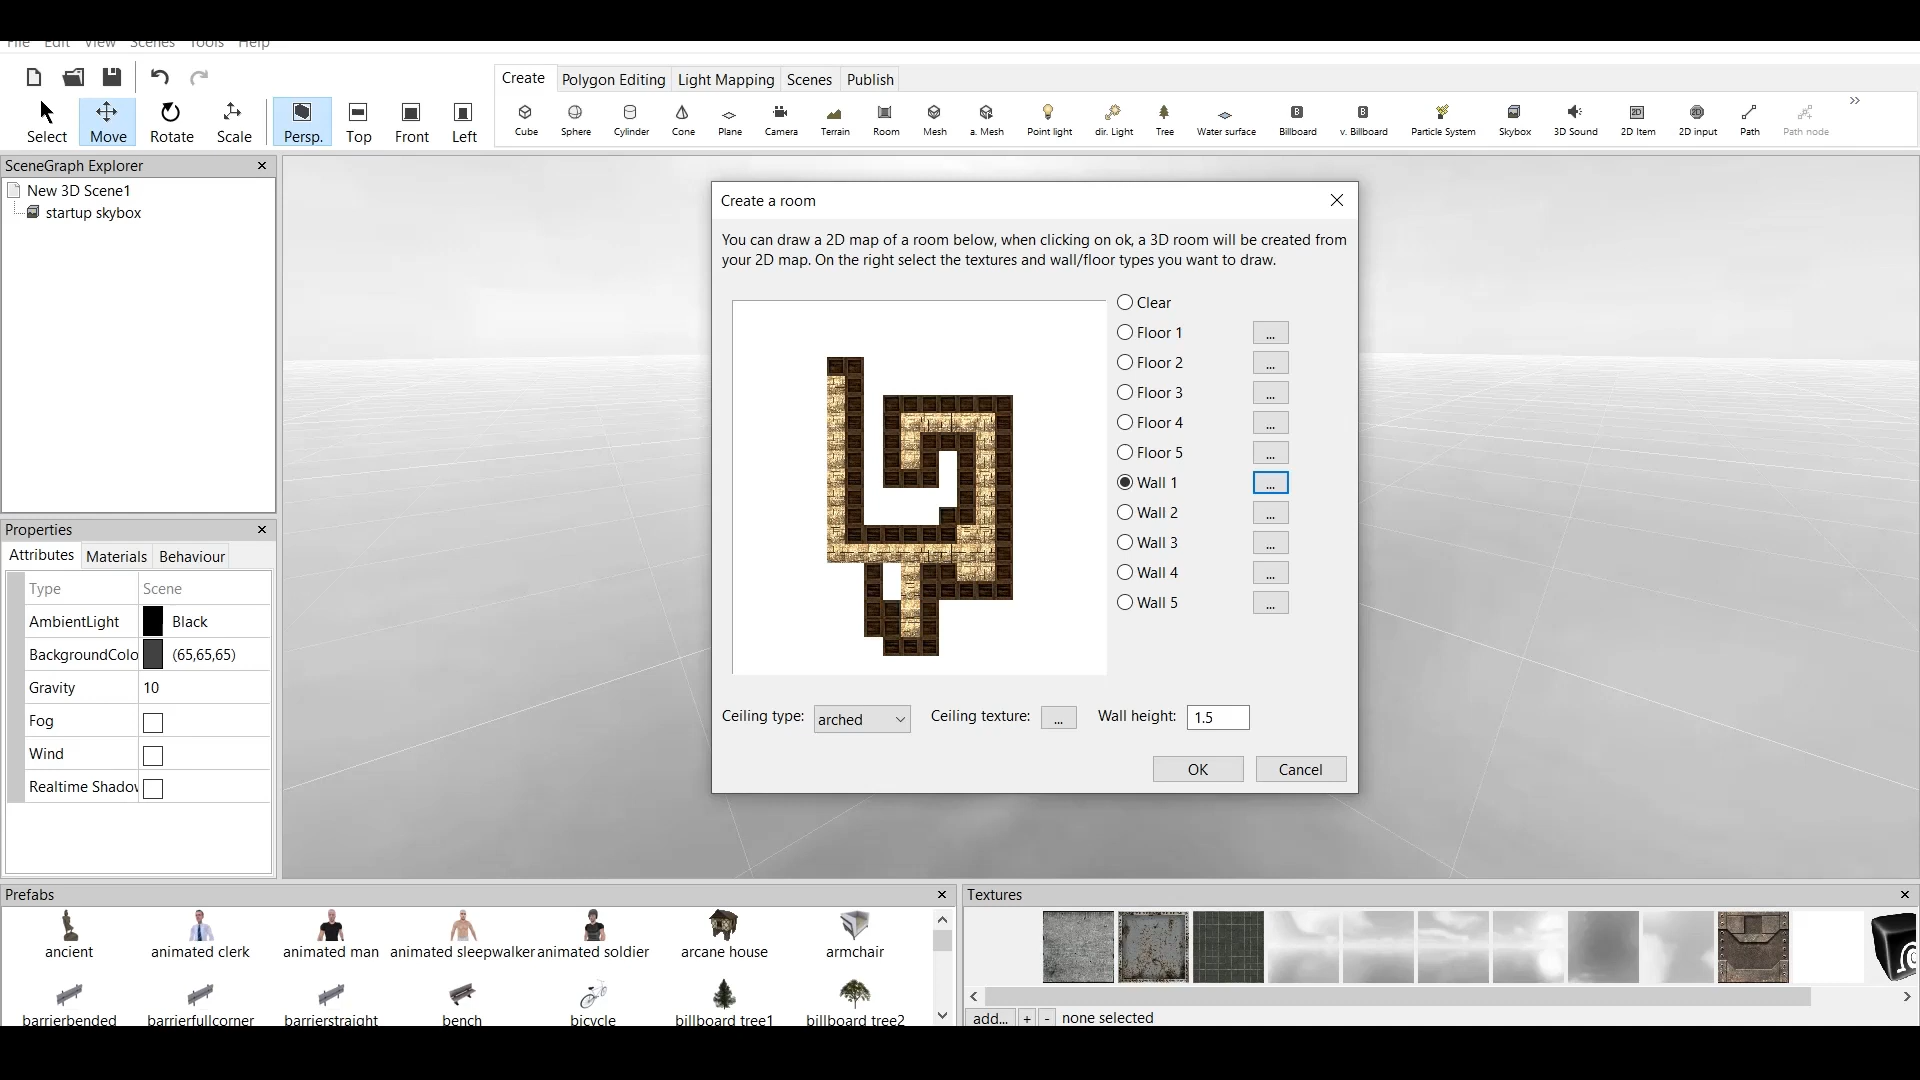 File Edit View Scenes Tools Help
Create Polygon Editing Light Mapping Scenes Publish
Select Move Rotate Scale Persp. Top Front Left
Cube Sphere Cylinder Cone Plane Camera Terrain Room Mesh a. Mesh Point light dir. Light Tree Water surface Billboard v. Billboard Particle System Skybox 3D Sound 2D Item 2D input Path Path node
SceneGraph Explorer
New 3D Scene1
startup skybox
Create a room
You can draw a 2D map of a room below, when clicking on ok, a 3D room will be created from
your 2D map. On the right select the textures and wall/floor types you want to draw.
Clear
Floor 1 ...
Floor 2 ...
Floor 3 ...
Floor 4 ...
Floor 5 ...
Wall 1 ...
Wall 2 ...
Wall 3 ...
Wall 4 ...
Wall 5 ...
Ceiling type: arched Ceiling texture: ... Wall height: 1.5
OK Cancel
Properties
Attributes Materials Behaviour
Type Scene
AmbientLight Black
BackgroundColo (65,65,65)
Gravity 10
Fog
Wind
Realtime Shadov
Prefabs
ancient animated clerk animated man animated sleepwalker animated soldier arcane house armchair
barrierbended barrierfullcorner barrierstraight bench bicycle billboard tree1 billboard tree2
Textures
add... + - none selected